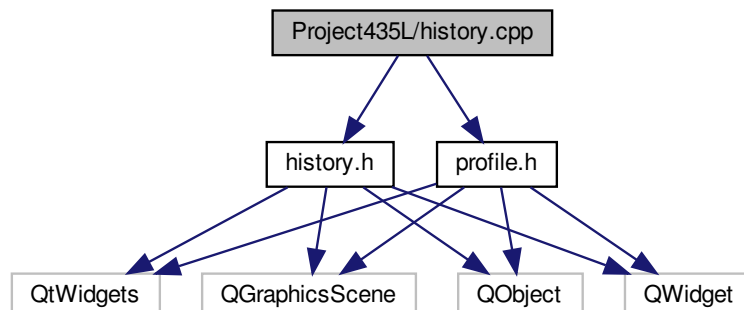 Project435L/history.cpp
history.h
profile.h
QtWidgets
QGraphicsScene
QObject
QWidget